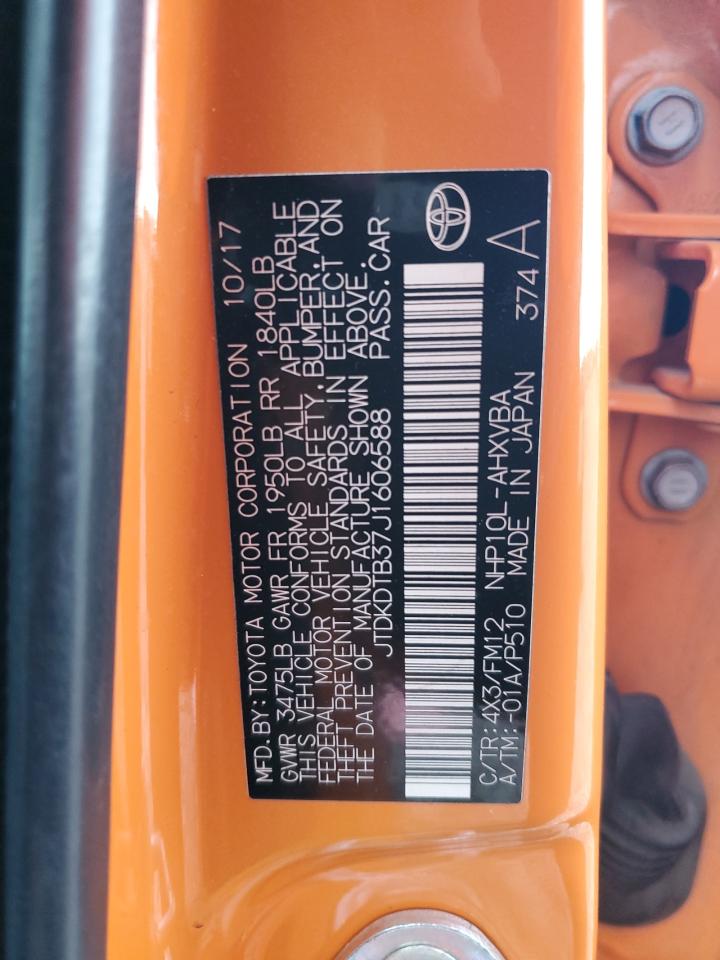 MFD.BY:TOYOTA MOTOR CORPORATION 10/17
GVWR 3475LB GAWR FR 1950LB RR 1840LB
THIS VEHICLE CONFORMS TO ALL APPLICABLE
FEDERAL MOTOR VEHICLE SAFETY,BUMPER,AND
THEFT PREVENTION STANDARDS IN EFFECT ON
THE DATE OF MANUFACTURE SHOWN ABOVE.
JTDKDTB37J1606588 PASS.CAR
C/TR:4X3/FM12 NHP10L-AHXVBA
A/TM:-01A/P510 MADE IN JAPAN 374 A